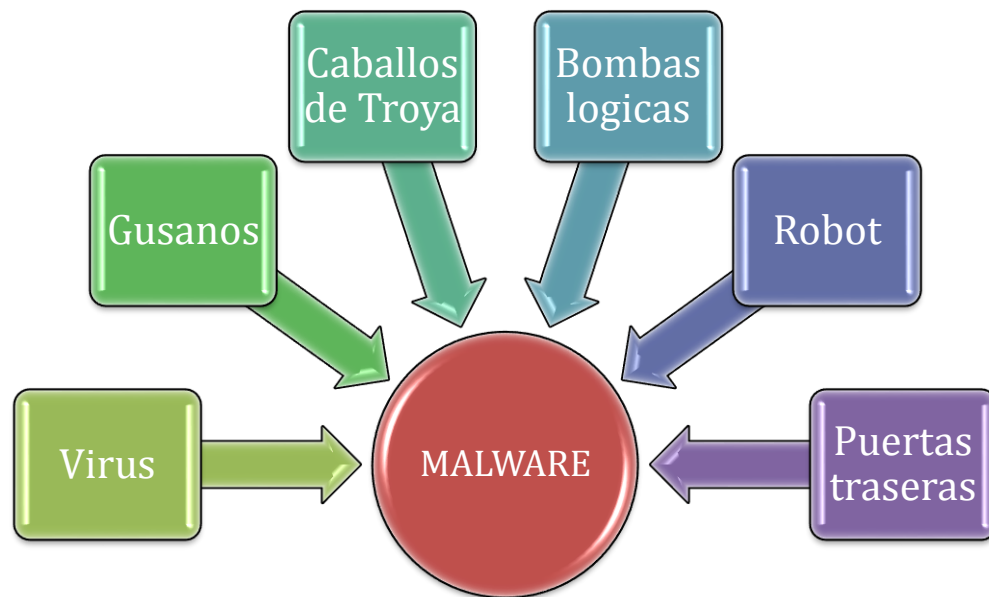 Caballos
de Troya
Bombas
logicas
Gusanos
Robot
Virus
MALWARE
Puertas
traseras